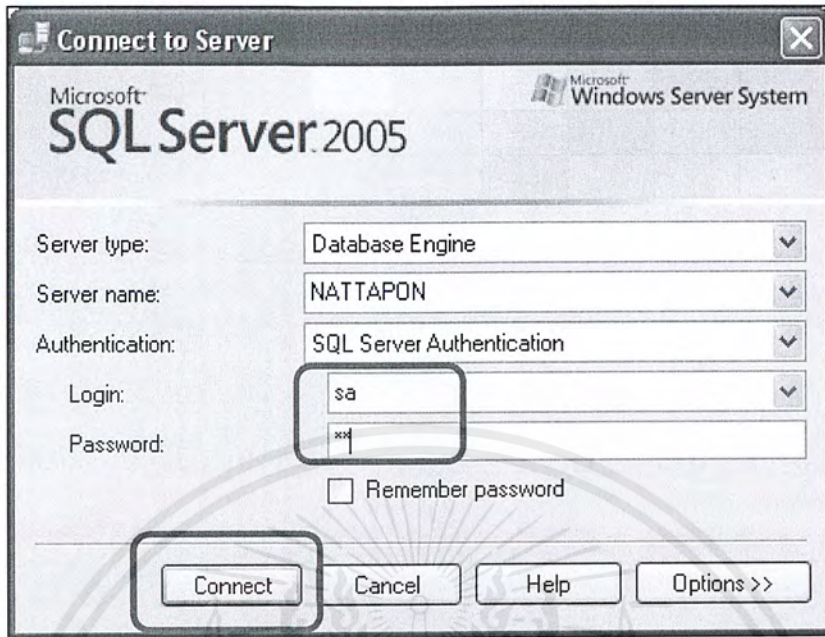 Connect to Server
Microsoft
Windows Server System
Microsoft
SQL Server 2005
Server type: Database Engine
Server name: NATTAPON
Authentication: SQL Server Authentication
Login: sa
Password: **
Remember password
Connect Cancel Help Options >>